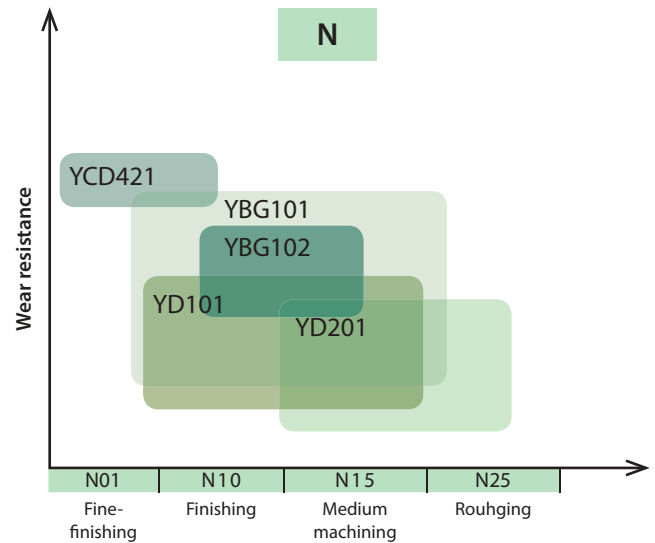 N
Wear resistance
YCD421
YBG101
YBG102
YD101
YD201
N01
N10
N15
N25
Fine-
finishing
Finishing
Medium
machining
Rouhging